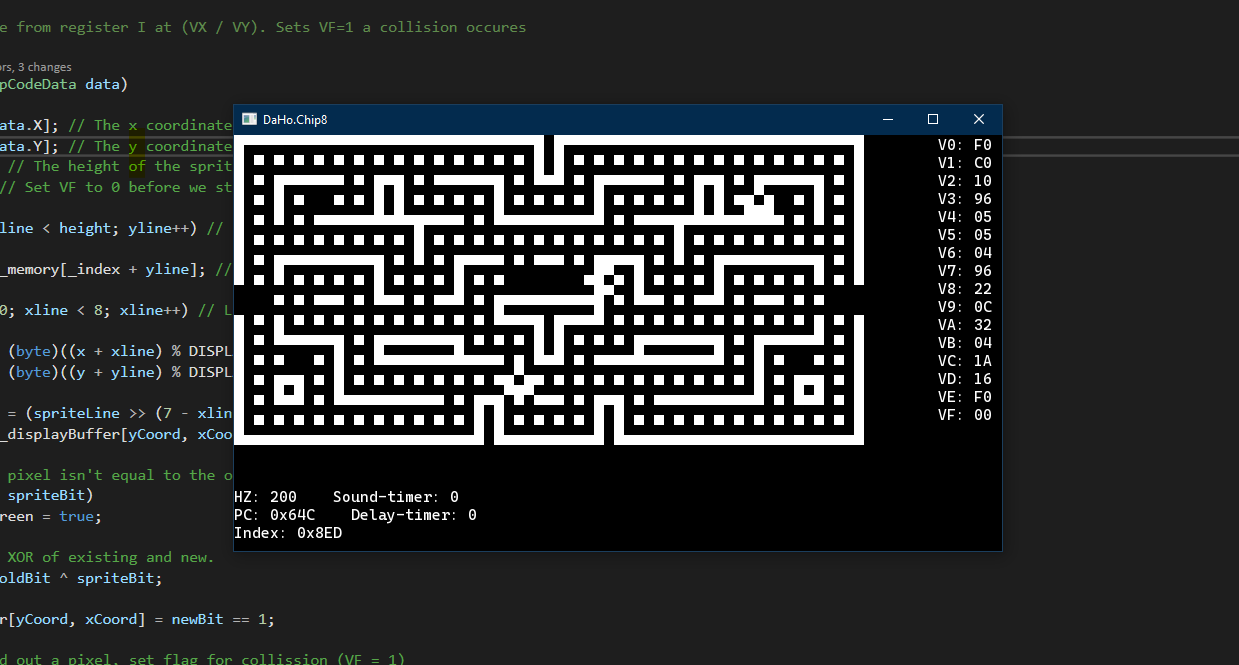 e from register I at (VX / VY). Sets VF=1 a collision occures
ors, 3 changes
pCodeData data)
ata.X]; // The x coordinate
ata.Y]; // The y coordinate
// The height of the sprit
// Set VF to 0 before we st
line < height; yline++) //
_memory[_index + yline]; //
0; xline < 8; xline++) // L
(byte)((x + xline) % DISPL
(byte)((y + yline) % DISPL
= (spriteLine >> (7 - xlin
_displayBuffer[yCoord, xCoo
pixel isn't equal to the o
spriteBit)
reen = true;
XOR of existing and new.
oldBit ^ spriteBit;
r[yCoord, xCoord] = newBit == 1;
d out a pixel, set flag for collission (VF = 1)
DaHo.Chip8
V0: F0
V1: C0
V2: 10
V3: 96
V4: 05
V5: 05
V6: 04
V7: 96
V8: 22
V9: 0C
VA: 32
VB: 04
VC: 1A
VD: 16
VE: F0
VF: 00
HZ: 200 Sound-timer: 0
PC: 0x64C Delay-timer: 0
Index: 0x8ED